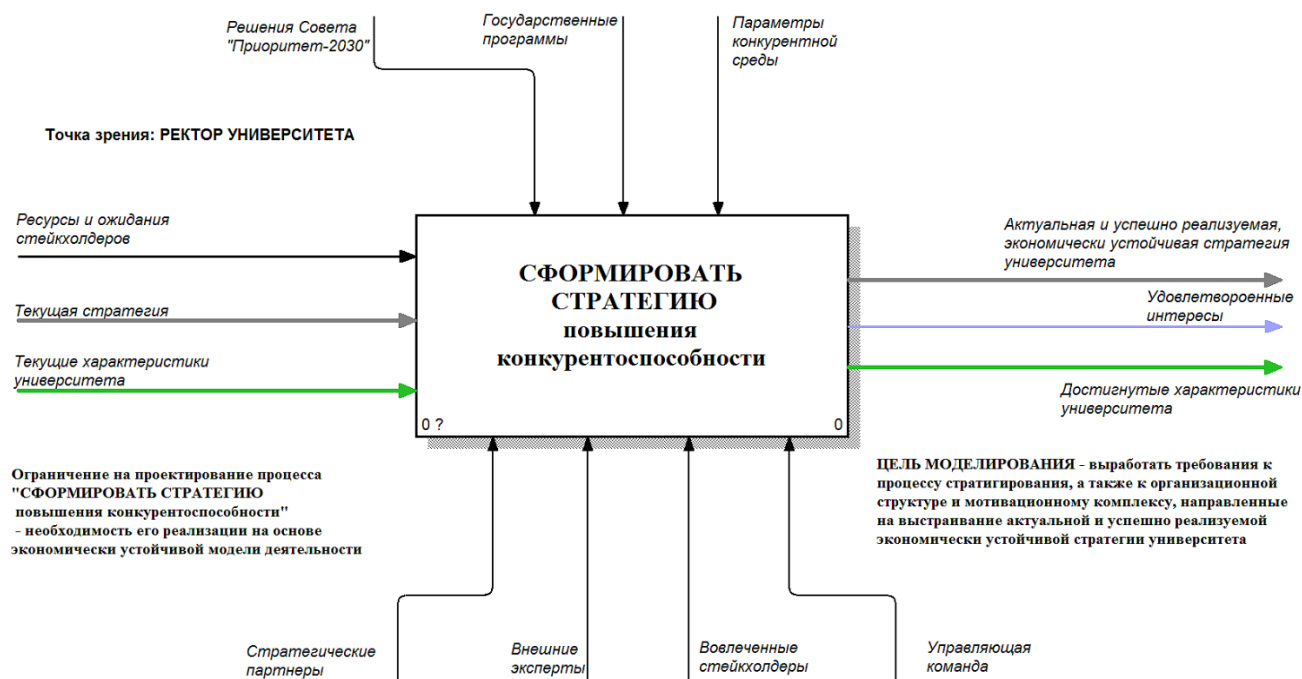 Решения Совета
"Приоритет-2030"
Государственные
программы
Параметры
конкурентной
среды
Точка зрения: РЕКТОР УНИВЕРСИТЕТА
Ресурсы и ожидания
стейкхолдеров
Текущая стратегия
Текущие характеристики
университета
СФОРМИРОВАТЬ
СТРАТЕГИЮ
повышения
конкурентоспособности
0 ?
0
Актуальная и успешно реализуемая,
экономически устойчивая стратегия
университета
Удовлетвороенные
интересы
Достигнутые характеристики
университета
Ограничение на проектирование процесса
"СФОРМИРОВАТЬ СТРАТЕГИЮ
повышения конкурентоспособности"
- необходимость его реализации на основе
экономически устойчивой модели деятельности
ЦЕЛЬ МОДЕЛИРОВАНИЯ - выработать требования к
процессу стратигирования, а также к организационной
структуре и мотивационному комплексу, направленные
на выстраивание актуальной и успешно реализуемой
экономически устойчивой стратегии университета
Стратегические
партнеры
Внешние
эксперты
Вовлеченные
стейкхолдеры
Управляющая
команда